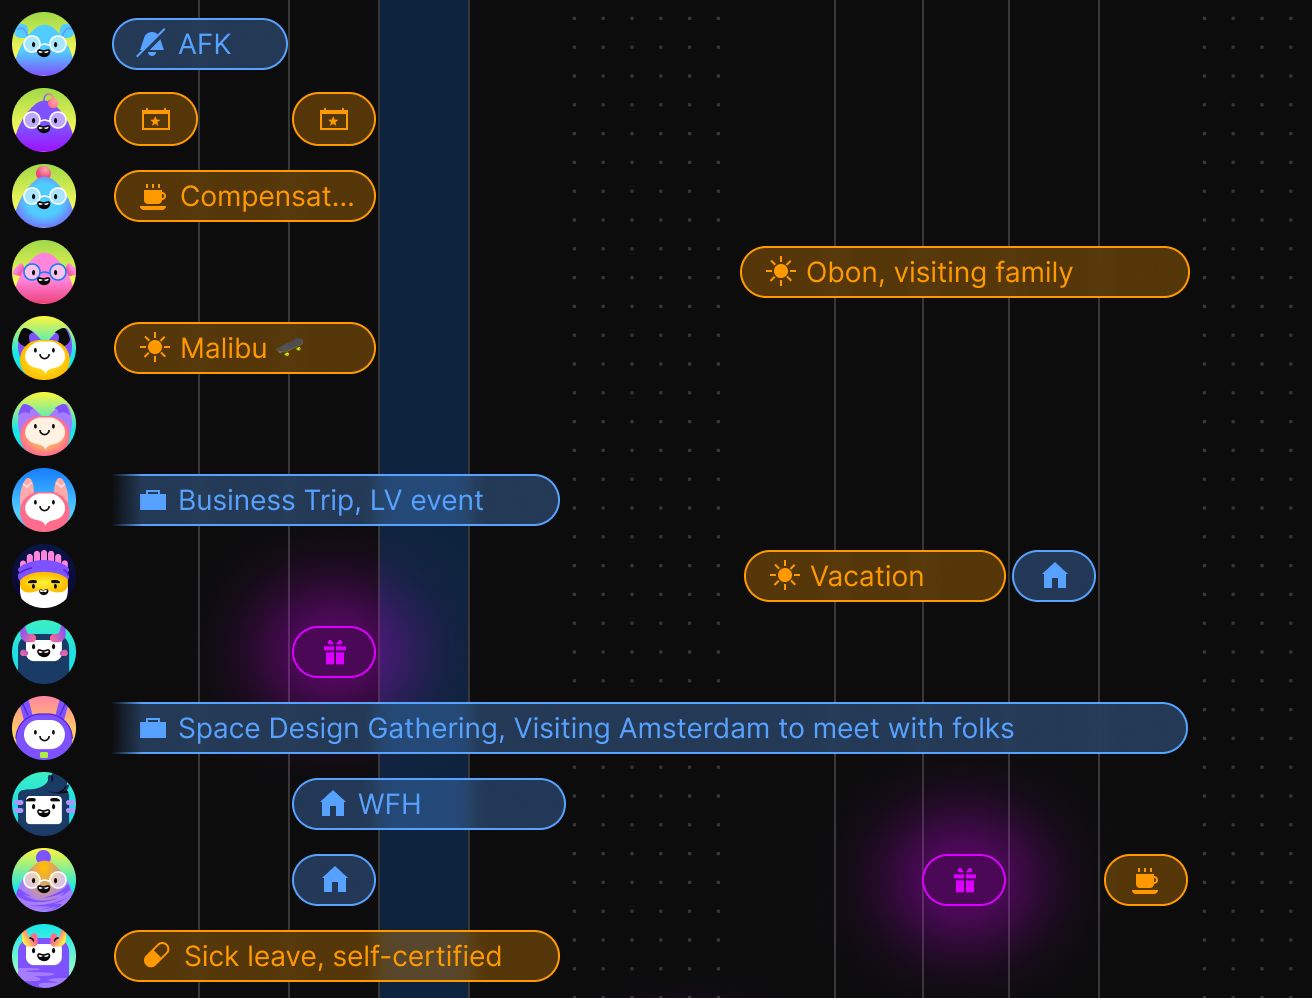 AFK
Compensat...
Obon, visiting family
Malibu 🛹
Business Trip, LV event
Vacation
Space Design Gathering, Visiting Amsterdam to meet with folks
WFH
Sick leave, self-certified